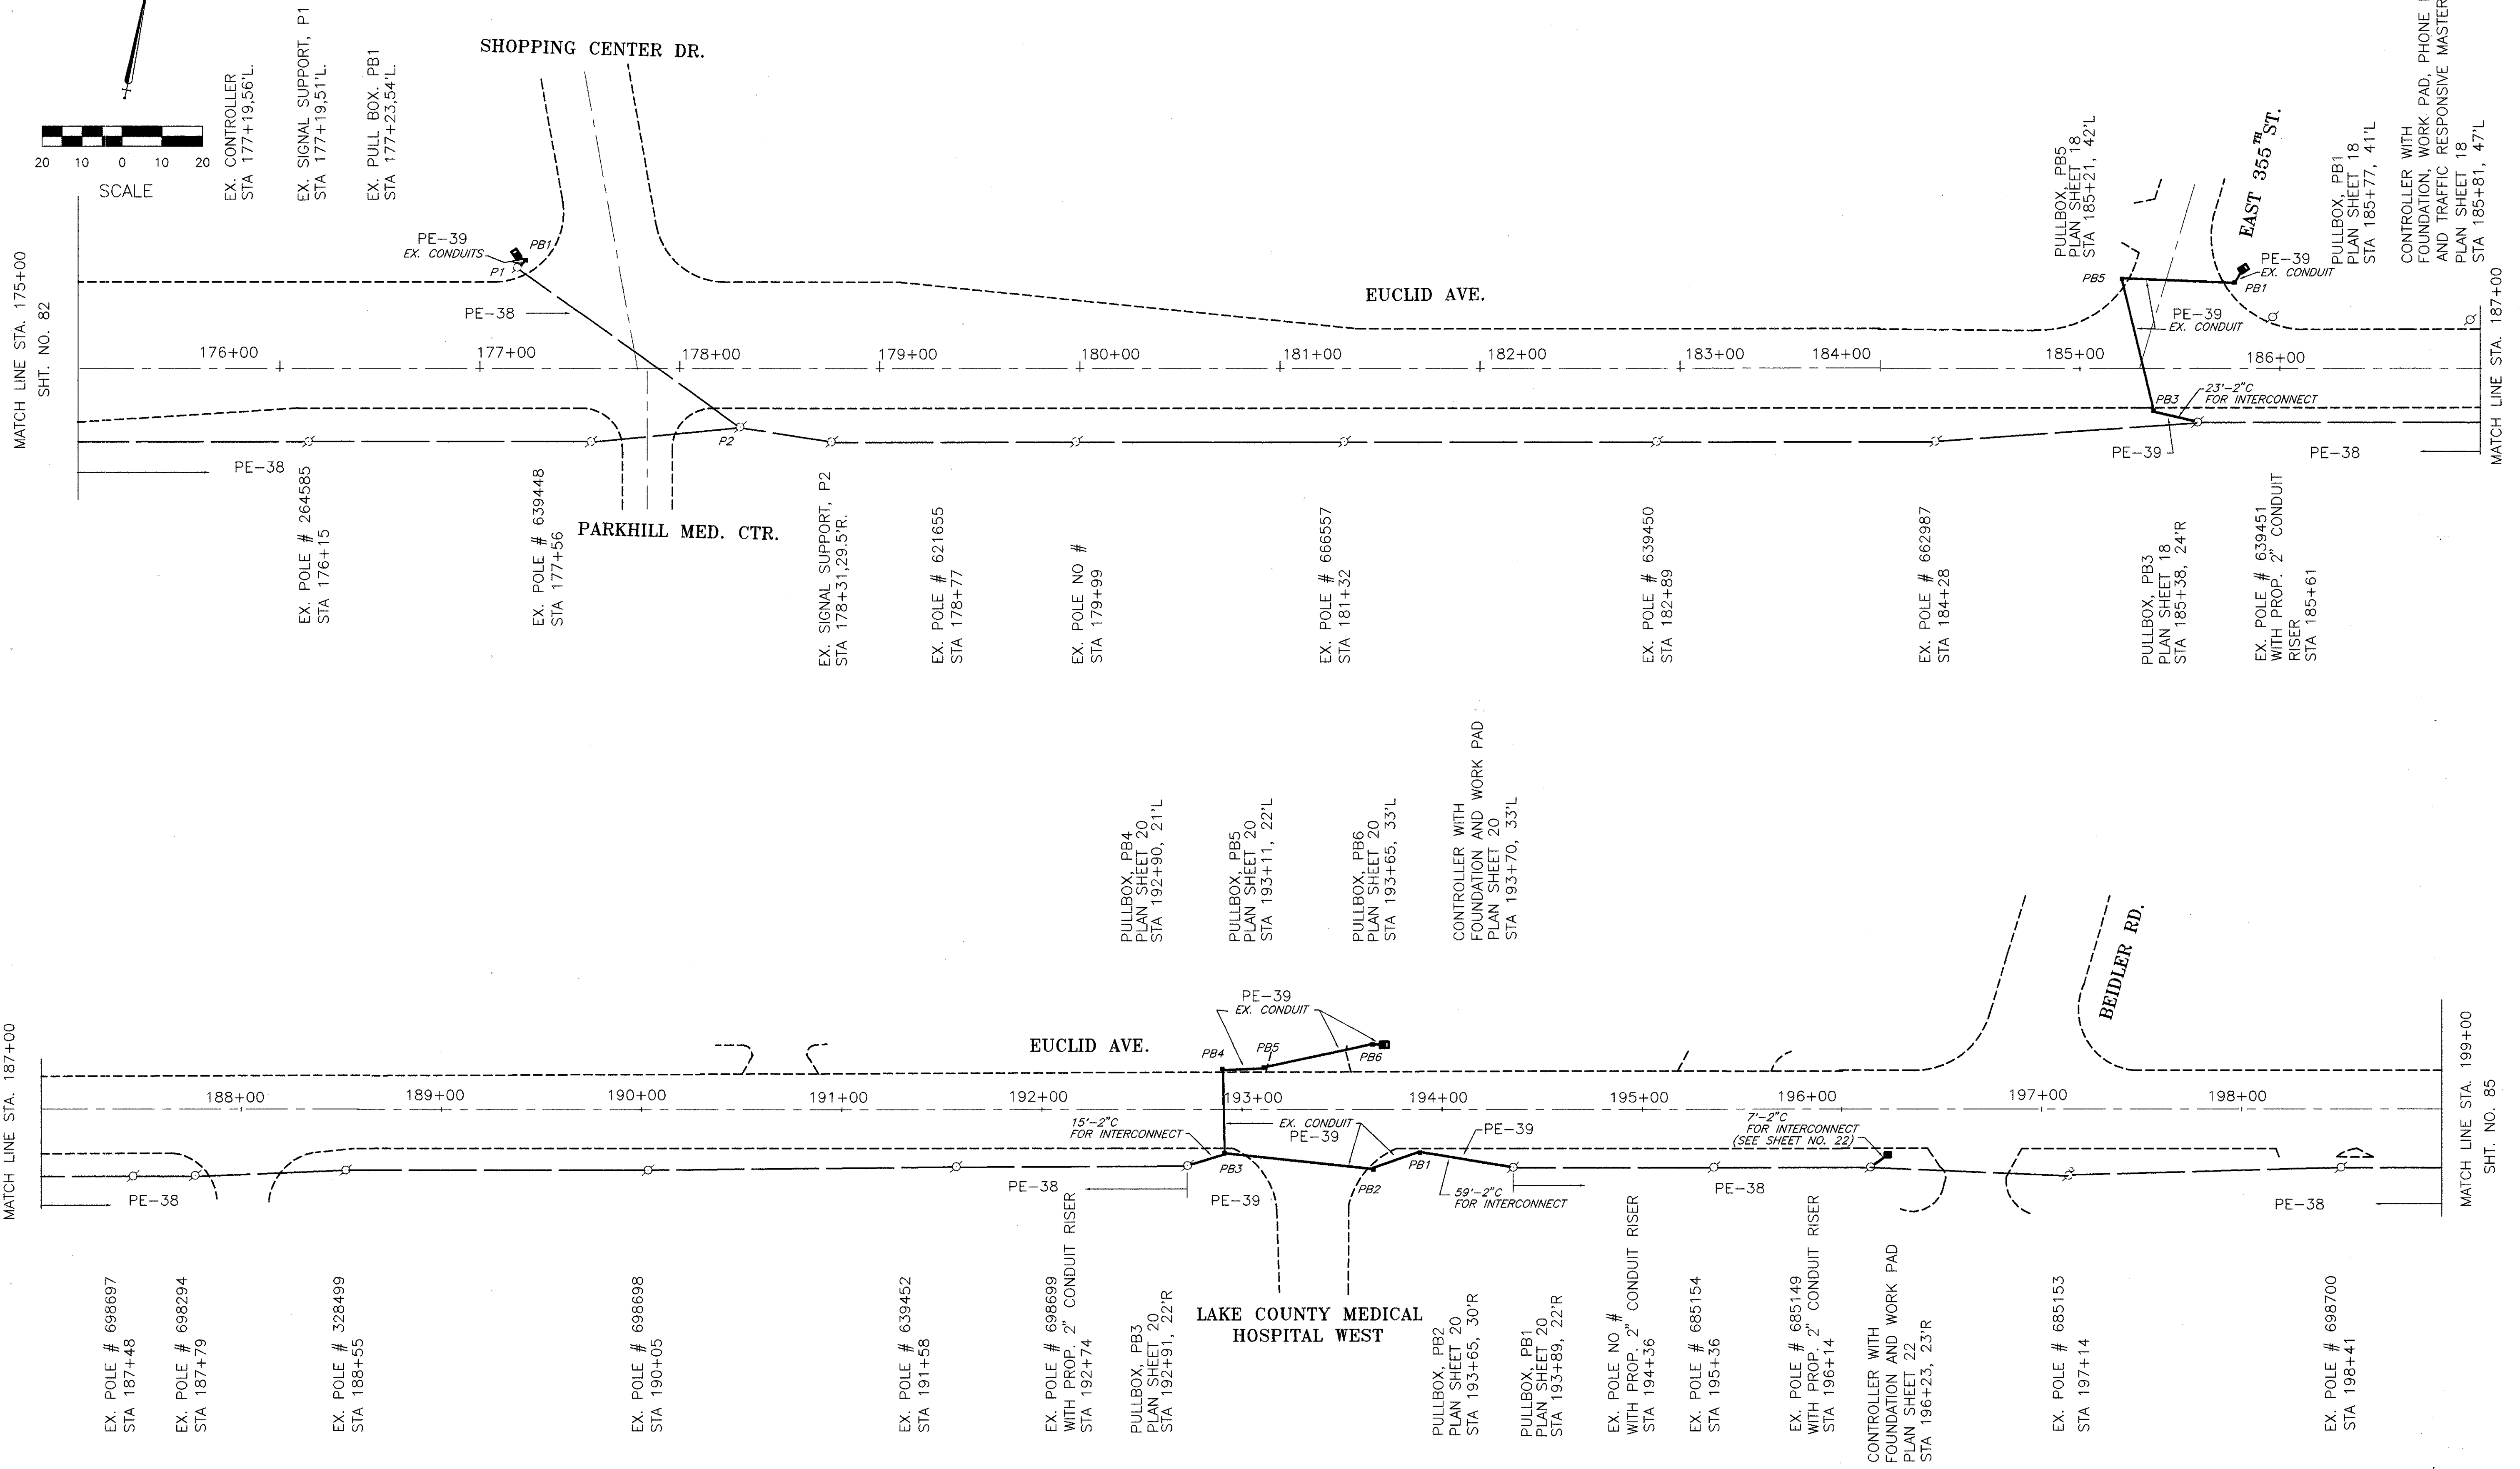 EX. CONTROLLER
STA 177+19,56'L.
EX. SIGNAL SUPPORT, P1
STA 177+19,51'L.
EX. PULL BOX. PB1
STA 177+23,54'L.
20 10 0 10 20
SCALE
SHOPPING CENTER DR.
PE-39
EX. CONDUITS
PB1
P1
PE-38
MATCH LINE STA. 175+00
SHT. NO. 82
EUCLID AVE.
PULLBOX, PB5
PLAN SHEET 18
STA 185+21, 42'L
EAST 355TH ST.
PULLBOX, PB1
PLAN SHEET 18
STA 185+77, 41'L
CONTROLLER WITH
FOUNDATION, WORK PAD, PHONE
AND TRAFFIC RESPONSIVE MASTER
PLAN SHEET 18
STA 185+81, 47'L
PE-39
EX. CONDUIT
PB5
PB1
PE-39
EX. CONDUIT
MATCH LINE STA. 187+00
176+00 177+00 178+00 179+00 180+00 181+00 182+00 183+00 184+00 185+00 186+00
PB3
23'-2"C
FOR INTERCONNECT
P2
PE-38
PE-39
PE-38
PARKHILL MED. CTR.
EX. POLE # 264585
STA 176+15
EX. POLE # 639448
STA 177+56
EX. SIGNAL SUPPORT, P2
STA 178+31,29.5'R.
EX. POLE # 621655
STA 178+77
EX. POLE NO #
STA 179+99
EX. POLE # 666557
STA 181+32
EX. POLE # 639450
STA 182+89
EX. POLE # 662987
STA 184+28
PULLBOX, PB3
PLAN SHEET 18
STA 185+38, 24'R
EX. POLE # 639451
WITH PROP. 2" CONDUIT
RISER
STA 185+61
PULLBOX, PB4
PLAN SHEET 20
STA 192+90, 21'L
PULLBOX, PB5
PLAN SHEET 20
STA 193+11, 22'L
PULLBOX, PB6
PLAN SHEET 20
STA 193+65, 33'L
CONTROLLER WITH
FOUNDATION AND WORK PAD
PLAN SHEET 20
STA 193+70, 33'L
BEIDLER RD.
PE-39
EX. CONDUIT
EUCLID AVE.
PB4
PB5
PB6
MATCH LINE STA. 187+00
188+00 189+00 190+00 191+00 192+00 193+00 194+00 195+00 196+00 197+00 198+00
MATCH LINE STA. 199+00
SHT. NO. 85
15'-2"C
FOR INTERCONNECT
EX. CONDUIT
PE-39
PE-39
7'-2"C
FOR INTERCONNECT
(SEE SHEET NO. 22)
PB3
PB1
PB2
59'-2"C
FOR INTERCONNECT
PE-38
PE-38
PE-39
PE-38
PE-38
LAKE COUNTY MEDICAL
HOSPITAL WEST
EX. POLE # 698697
STA 187+48
EX. POLE # 698294
STA 187+79
EX. POLE # 328499
STA 188+55
EX. POLE # 698698
STA 190+05
EX. POLE # 639452
STA 191+58
EX. POLE # 698699
WITH PROP. 2" CONDUIT RISER
STA 192+74
PULLBOX, PB3
PLAN SHEET 20
STA 192+91, 22'R
PULLBOX, PB2
PLAN SHEET 20
STA 193+65, 30'R
PULLBOX, PB1
PLAN SHEET 20
STA 193+89, 22'R
EX. POLE NO #
WITH PROP. 2" CONDUIT RISER
STA 194+36
EX. POLE # 685154
STA 195+36
EX. POLE # 685149
WITH PROP. 2" CONDUIT RISER
STA 196+14
CONTROLLER WITH
FOUNDATION AND WORK PAD
PLAN SHEET 22
STA 196+23, 23'R
EX. POLE # 685153
STA 197+14
EX. POLE # 698700
STA 198+41